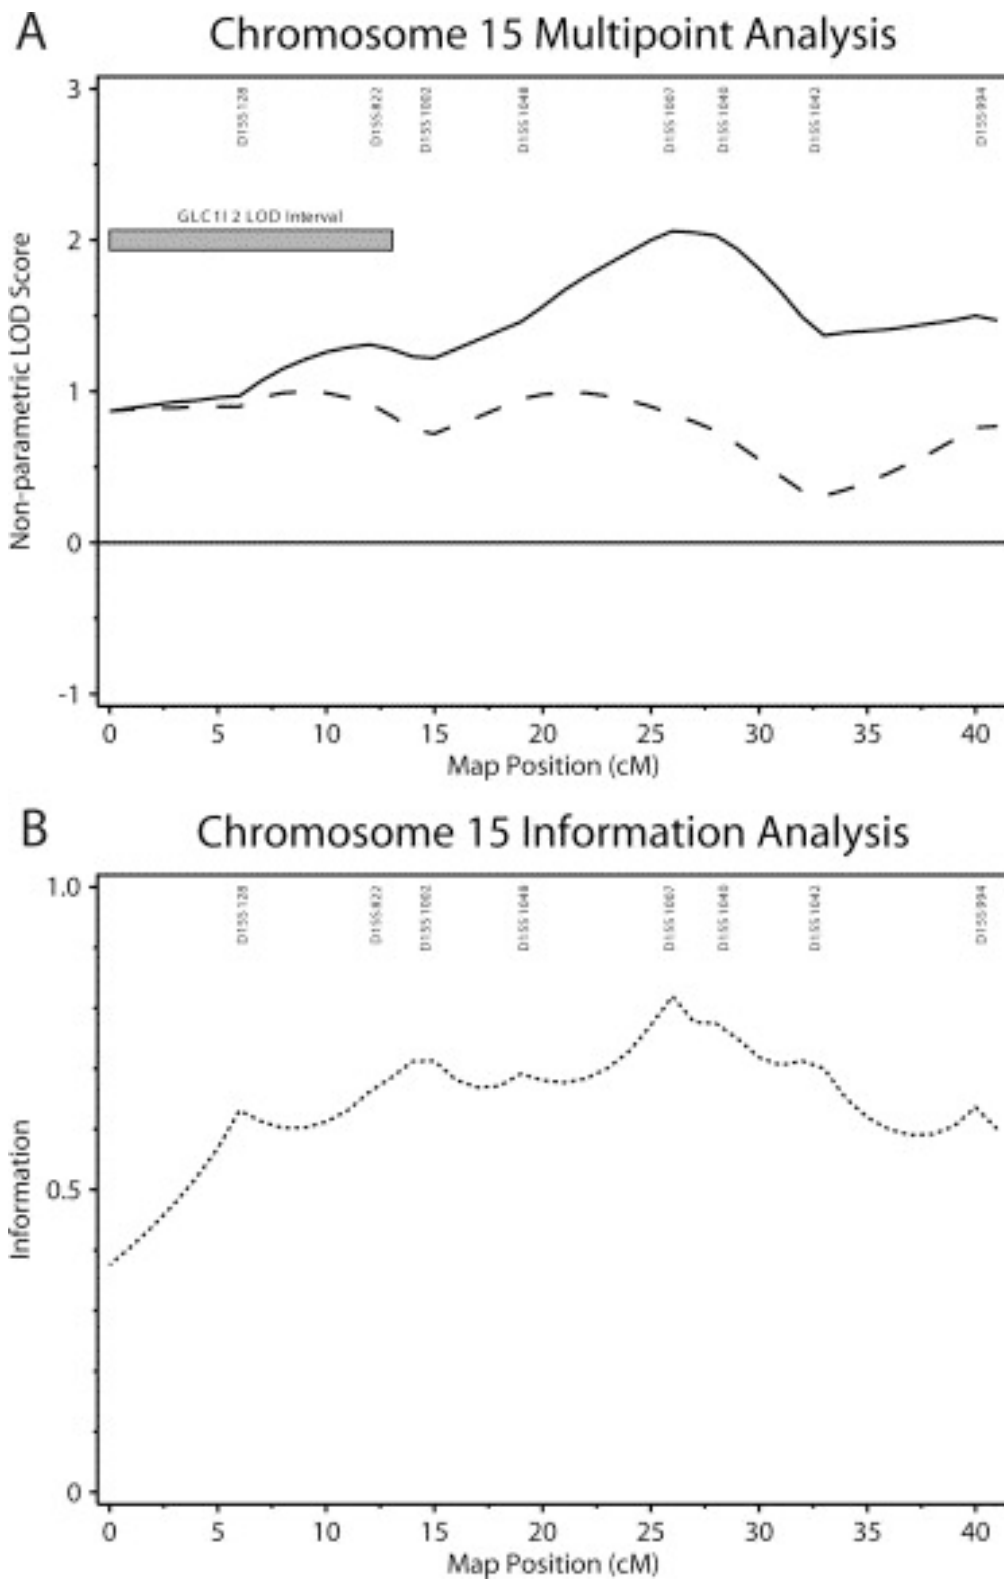 A
Chromosome 15 Multipoint Analysis
3
D15S128
D15S822
D15S1002
D15S1048
D15S1007
D15S1040
D15S1042
D15S994
GLC1I 2 LOD Interval
2
Non-parametric LOD Score
1
0
-1
0 5 10 15 20 25 30 35 40
Map Position (cM)
B
Chromosome 15 Information Analysis
1.0
D15S128
D15S822
D15S1002
D15S1048
D15S1007
D15S1040
D15S1042
D15S994
Information
0.5
0
0 5 10 15 20 25 30 35 40
Map Position (cM)